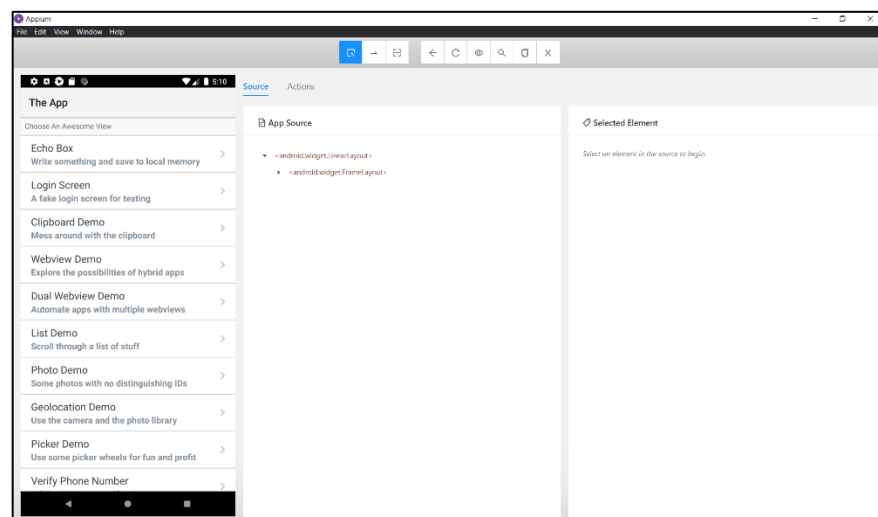 Appium
File Edit View Window Help
5:10
The App
Choose An Awesome View
Echo Box
Write something and save to local memory
Login Screen
A fake login screen for testing
Clipboard Demo
Mess around with the clipboard
Webview Demo
Explore the possibilities of hybrid apps
Dual Webview Demo
Automate apps with multiple webviews
List Demo
Scroll through a list of stuff
Photo Demo
Some photos with no distinguishing IDs
Geolocation Demo
Use the camera and the photo library
Picker Demo
Use some picker wheels for fun and profit
Verify Phone Number
Source Actions
App Source
<android.widget.LinearLayout>
<android.widget.FrameLayout>
Selected Element
Select an element in the source to begin.